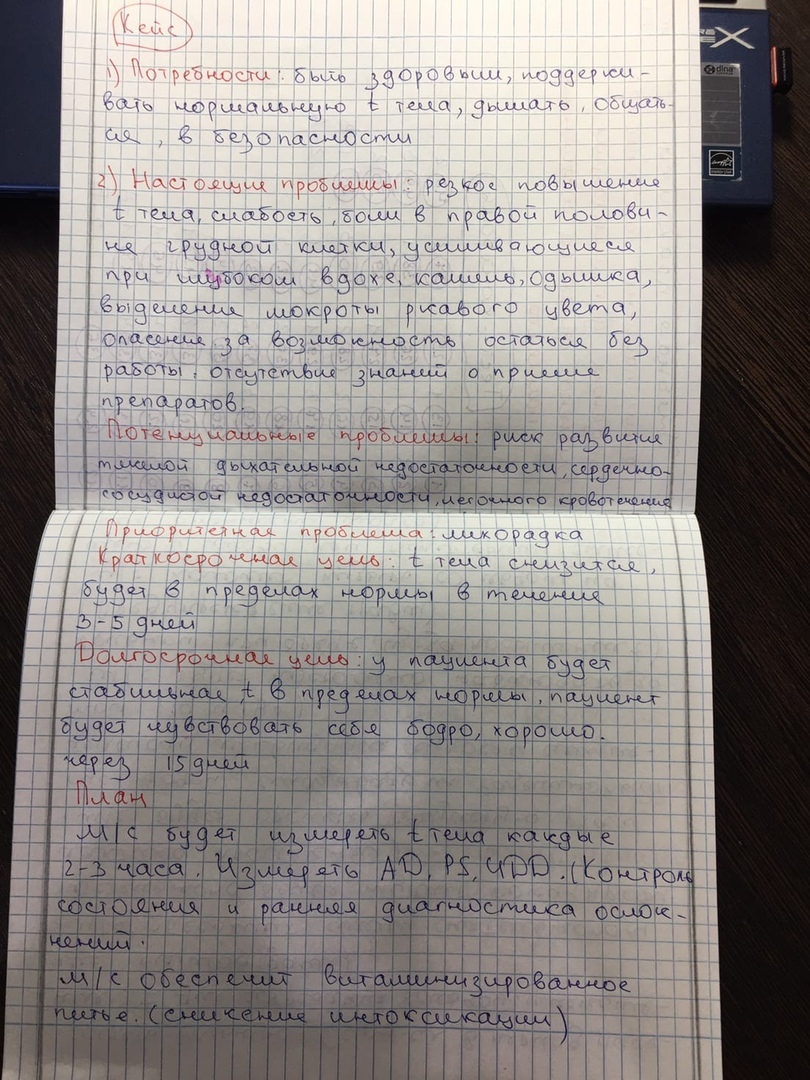 Кейс
1) Потребности: быть здоровым, поддержи-
вать нормальную t тела, дышать, общать-
ся, в безопасности
2) Настоящие проблемы: резкое повышение
t тела, слабость, боли в правой полови-
не грудной клетки, усиливающиеся
при глубоком вдохе, кашель, одышка,
выделение мокроты ржавого цвета,
опасение за возможность остаться без
работы, отсутствие знаний о приеме
препаратов.
Потенциальные проблемы: риск развития
тяжелой дыхательной недостаточности, сердечно-
сосудистой недостаточности, легочного кровотечения
Приоритетная проблема: лихорадка
Краткосрочная цель: t тела снизится,
будет в пределах нормы в течение
3-5 дней
Долгосрочная цель: у пациента будет
стабильная t в пределах нормы, пациент
будет чувствовать себя бодро, хорошо.
через 15 дней
План
М/с будет измереть t тела каждые
2-3 часа. Измереть AD, PS, ЧDD. (Контроль
состояния и ранняя диагностика ослож-
нений.
М/с обеспечит витаминизированное
питье. (снижение интоксикации)
X
dina